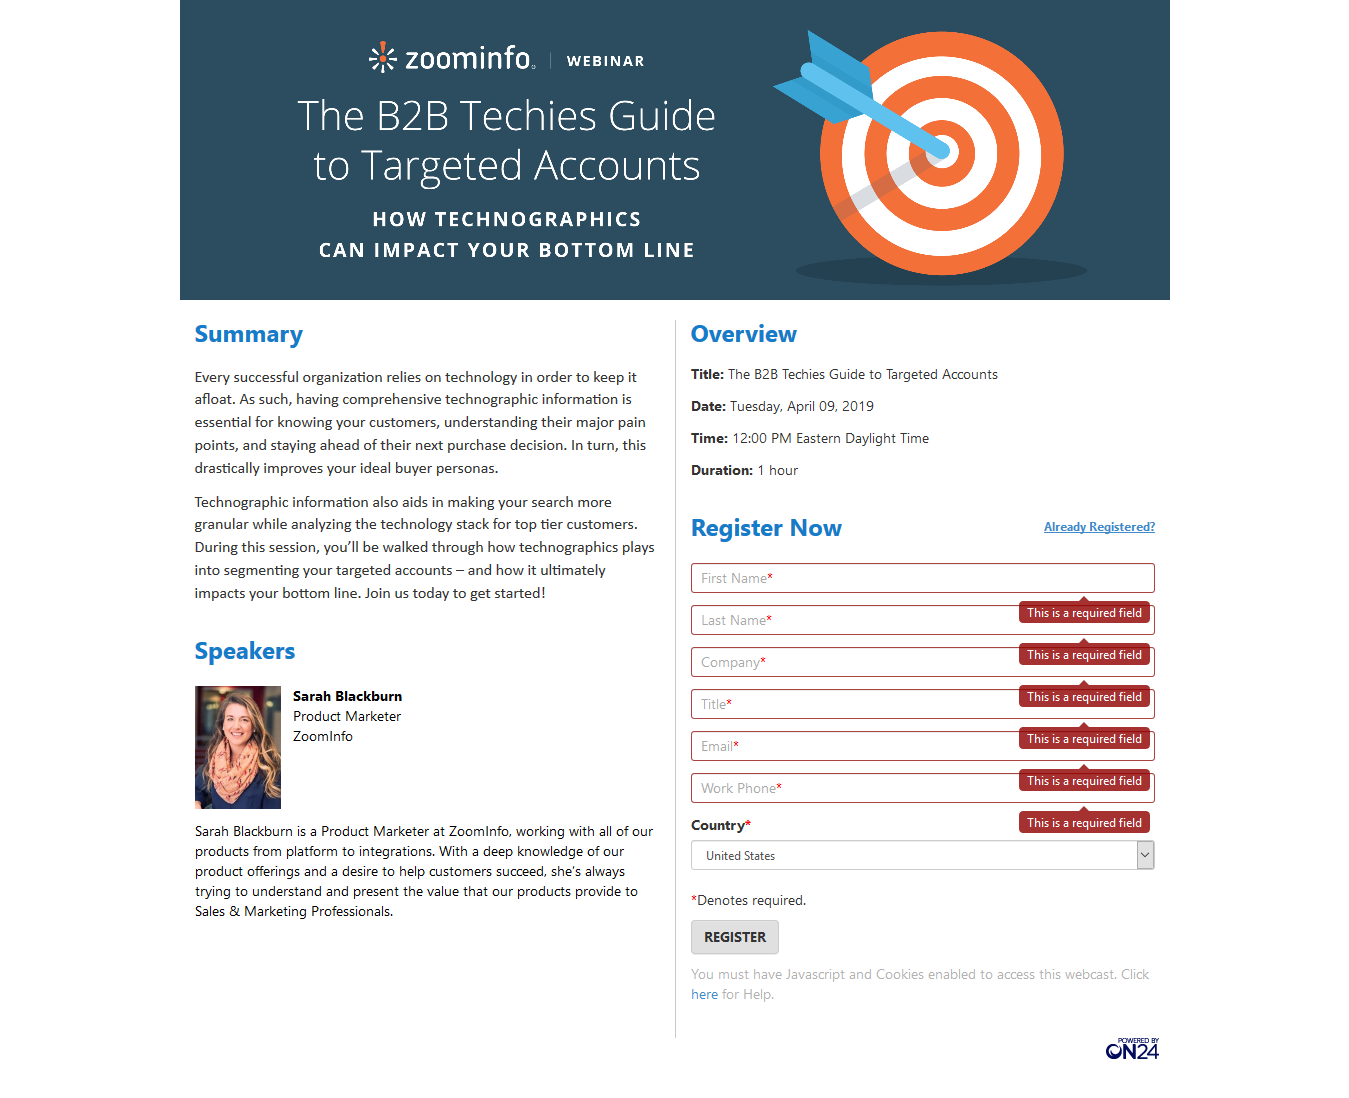 zoominfo | WEBINAR
The B2B Techies Guide
to Targeted Accounts
HOW TECHNOGRAPHICS
CAN IMPACT YOUR BOTTOM LINE
Summary
Every successful organization relies on technology in order to keep it
afloat. As such, having comprehensive technographic information is
essential for knowing your customers, understanding their major pain
points, and staying ahead of their next purchase decision. In turn, this
drastically improves your ideal buyer personas.
Technographic information also aids in making your search more
granular while analyzing the technology stack for top tier customers.
During this session, you’ll be walked through how technographics plays
into segmenting your targeted accounts – and how it ultimately
impacts your bottom line. Join us today to get started!
Speakers
Sarah Blackburn
Product Marketer
ZoomInfo
Sarah Blackburn is a Product Marketer at ZoomInfo, working with all of our
products from platform to integrations. With a deep knowledge of our
product offerings and a desire to help customers succeed, she's always
trying to understand and present the value that our products provide to
Sales & Marketing Professionals.
Overview
Title: The B2B Techies Guide to Targeted Accounts
Date: Tuesday, April 09, 2019
Time: 12:00 PM Eastern Daylight Time
Duration: 1 hour
Register Now
Already Registered?
First Name*
This is a required field
Last Name*
This is a required field
Company*
This is a required field
Title*
This is a required field
Email*
This is a required field
Work Phone*
This is a required field
Country*
United States
*Denotes required.
REGISTER
You must have Javascript and Cookies enabled to access this webcast. Click
here for Help.
POWERED BY
ON24